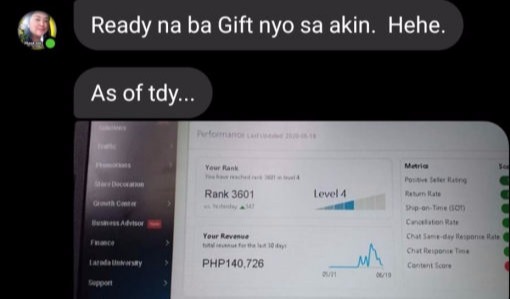 Ready na ba Gift nyo sa akin. Hehe.
As of tdy...
Solutions
Traffic
Promotions
Store Decoration
Growth Center
Business Advisor
Finance
Lazada University
Support
Performance Last Updated 2020-06-19
Your Rank
You have reached rank 3601 in level 4
Rank 3601
Level 4
vs. Yesterday
Your Revenue
total revenue for the last 30 days
PHP140,726
05/21
06/19
Metrics
Positive Seller Rating
Return Rate
Ship-on-Time (SOT)
Cancellation Rate
Chat Same-day Response Rate
Chat Response Time
Content Score